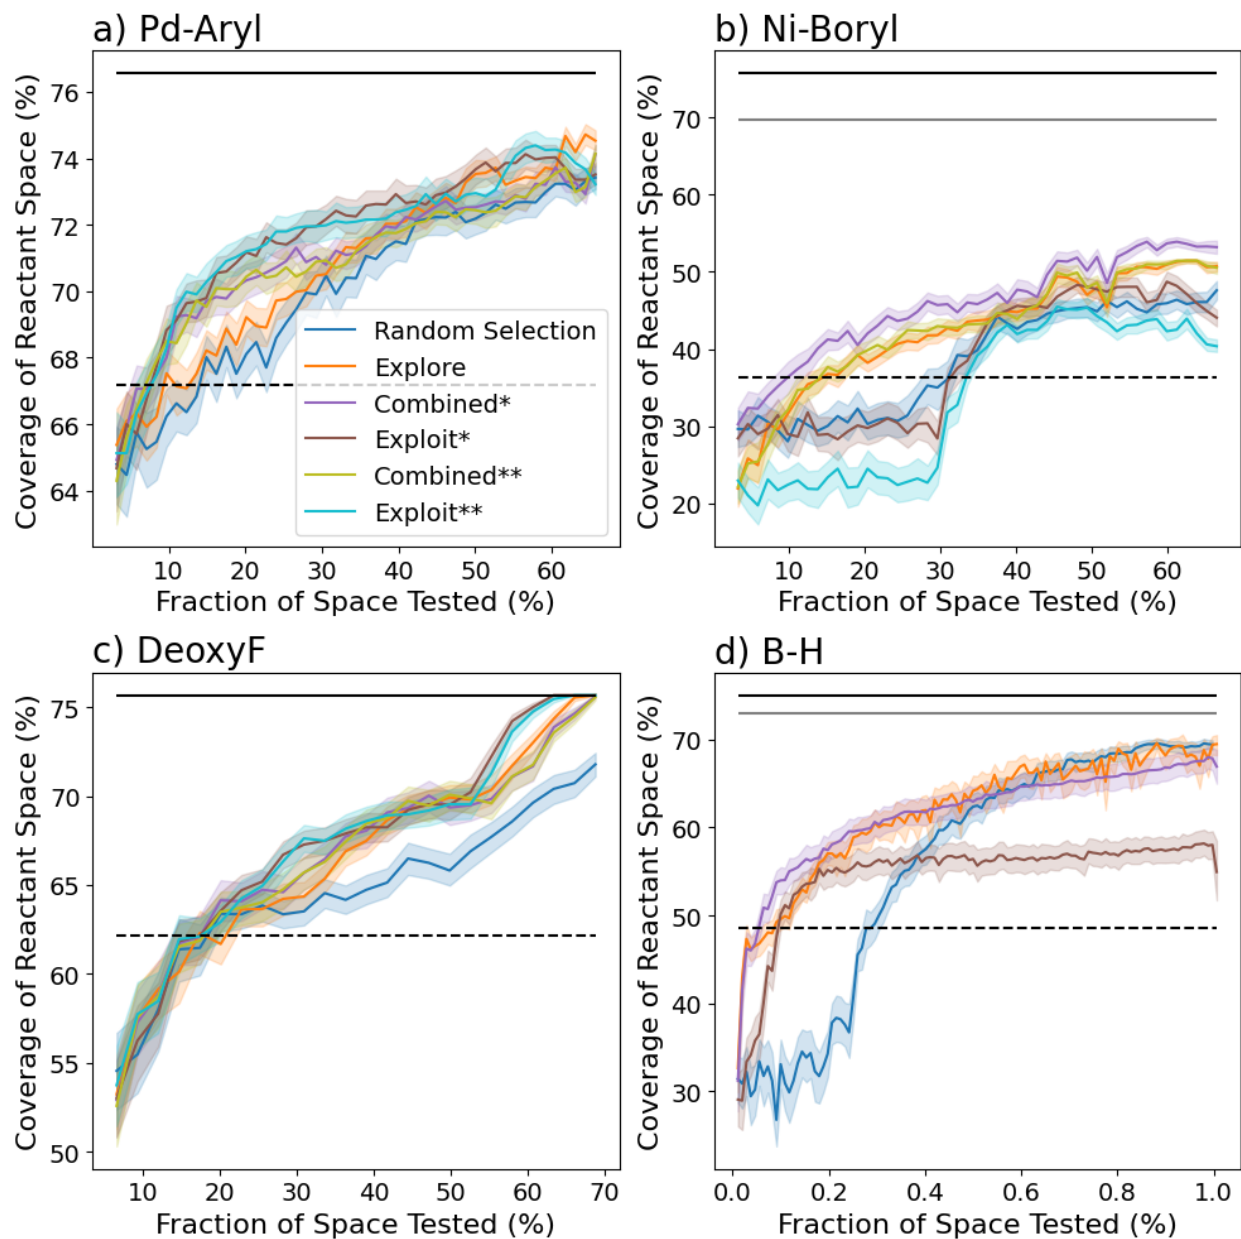 a) Pd-Aryl
Coverage of Reactant Space (%)
76
74
72
70
68
66
64
10
20
30
40
50
60
Fraction of Space Tested (%)
Random Selection
Explore
Combined*
Exploit*
Combined**
Exploit**
b) Ni-Boryl
Coverage of Reactant Space (%)
70
60
50
40
30
20
10
20
30
40
50
60
Fraction of Space Tested (%)
c) DeoxyF
Coverage of Reactant Space (%)
75
70
65
60
55
50
10
20
30
40
50
60
70
Fraction of Space Tested (%)
d) B-H
Coverage of Reactant Space (%)
70
60
50
40
30
0.0
0.2
0.4
0.6
0.8
1.0
Fraction of Space Tested (%)